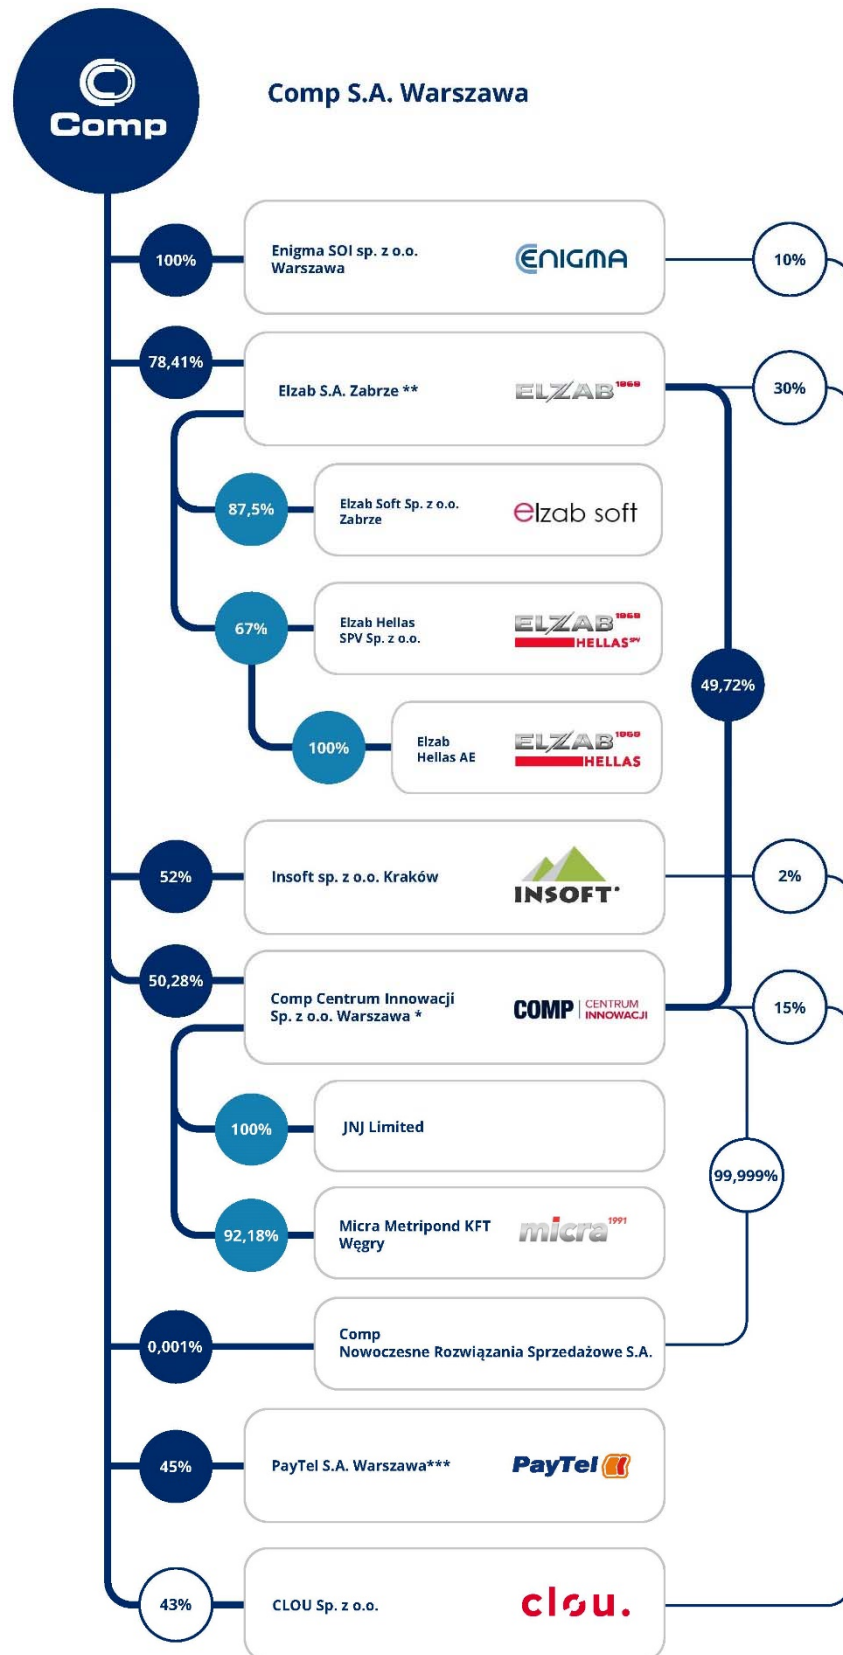 Comp
Comp S.A. Warszawa
100%
Enigma SOI sp. z o.o.
Warszawa
ENIGMA
10%
78,41%
Elzab S.A. Zabrze **
ELZAB 1969
30%
87,5%
Elzab Soft Sp. z o.o.
Zabrze
elzab soft
67%
Elzab Hellas
SPV Sp. z o.o.
ELZAB 1969
HELLAS SPV
49,72%
100%
Elzab
Hellas AE
ELZAB 1969
HELLAS
52%
Insoft sp. z o.o. Kraków
INSOFT
2%
50,28%
Comp Centrum Innowacji
Sp. z o.o. Warszawa *
COMP CENTRUM
INNOWACJI
15%
100%
JNJ Limited
99,999%
92,18%
Micra Metripond KFT
Węgry
micra 1991
0,001%
Comp
Nowoczesne Rozwiązania Sprzedażowe S.A.
45%
PayTel S.A. Warszawa***
PayTel
43%
CLOU Sp. z o.o.
clou.